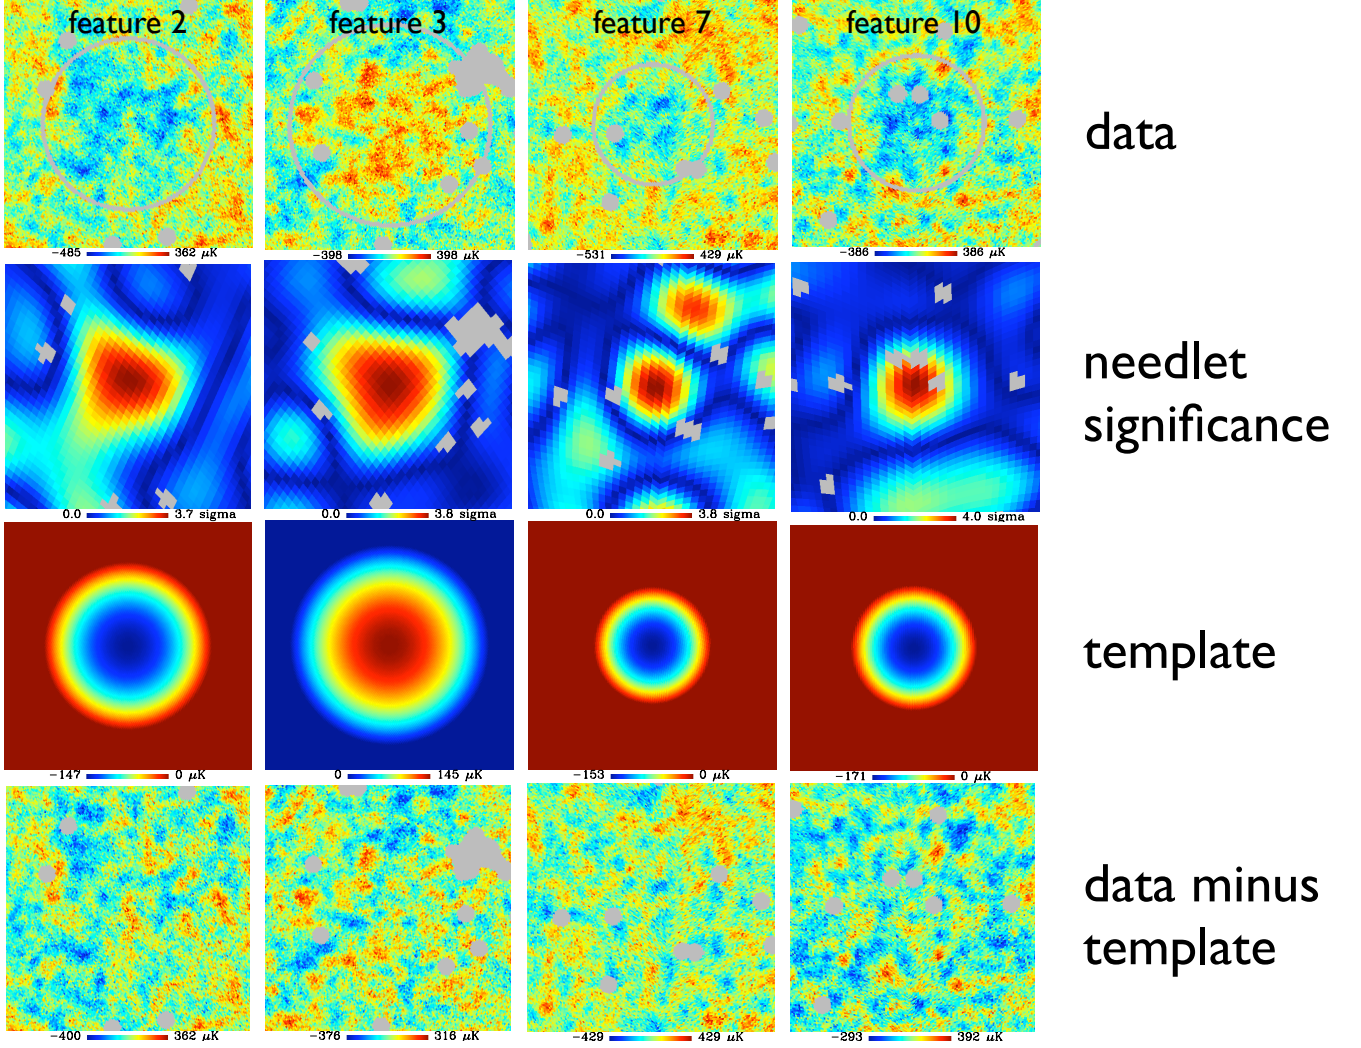 feature 2 feature 3 feature 7 feature 10
data
−485 362 μK −398 398 μK −531 429 μK −386 386 μK
needlet
significance
0.0 3.7 sigma 0.0 3.8 sigma 0.0 3.8 sigma 0.0 4.0 sigma
template
−147 0 μK 0 145 μK −153 0 μK −171 0 μK
data minus
template
−400 362 μK −376 316 μK −429 429 μK −293 392 μK